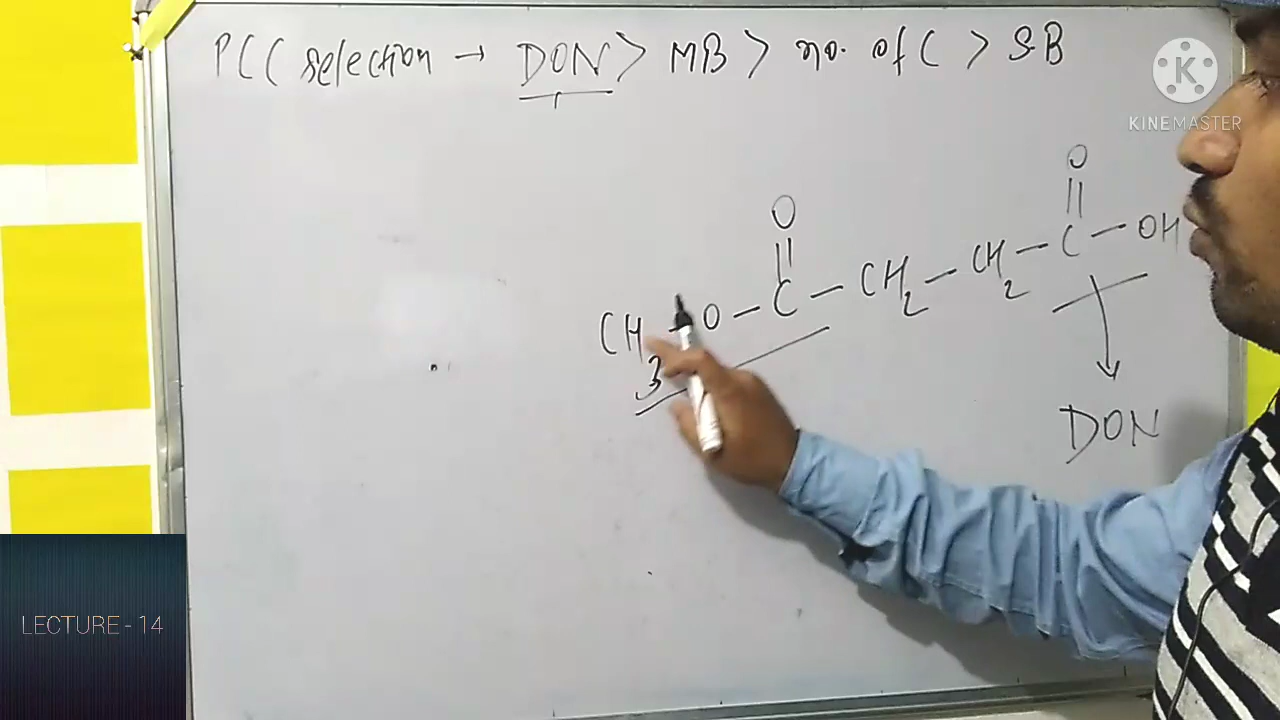 PCC selection → DON > MB > no. of C > SB
KINEMASTER
O
O
CH3 - O - C - CH2 - CH2 - C - OH
DON
LECTURE - 14